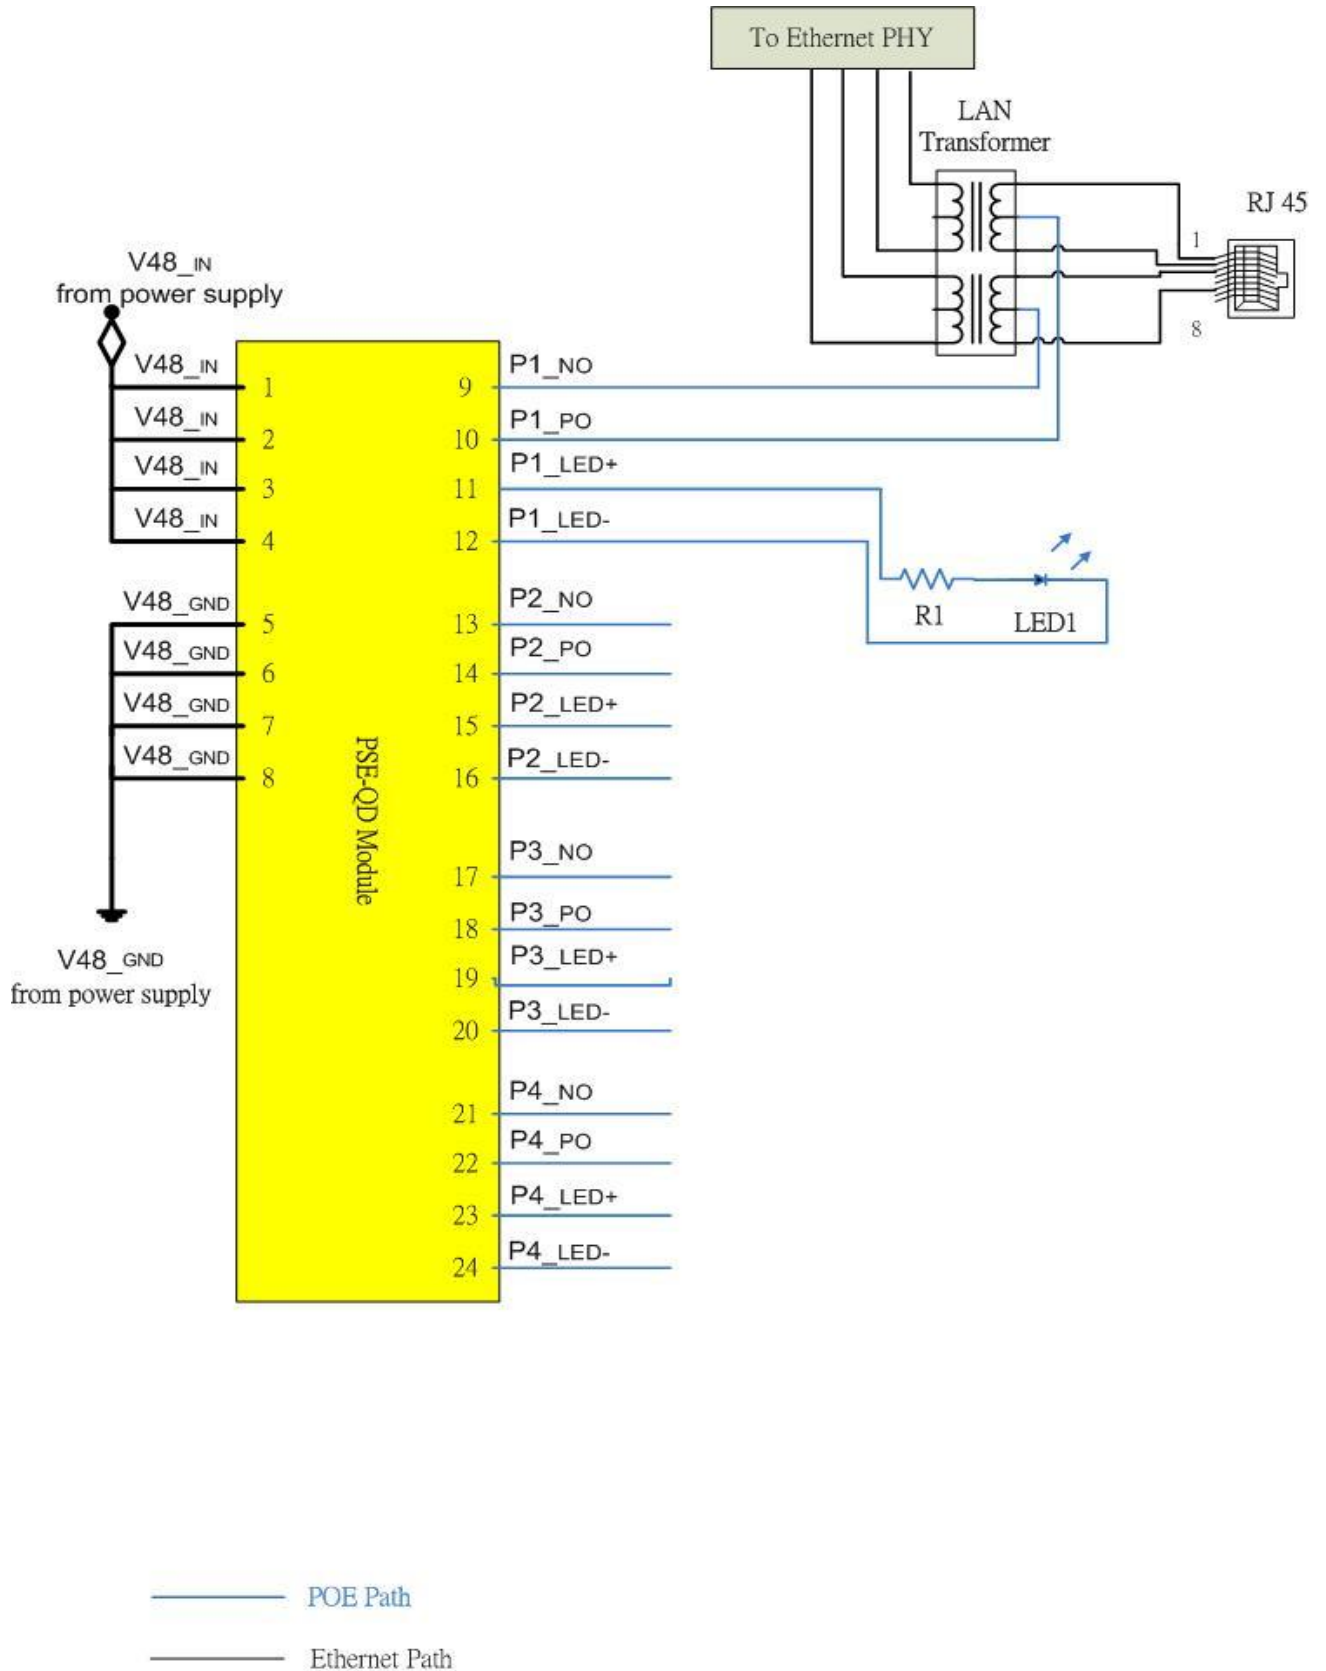 To Ethernet PHY
LAN
Transformer
RJ 45
1
8
V48_IN
from power supply
V48_IN
1
9
P1_NO
V48_IN
2
10
P1_PO
V48_IN
3
11
P1_LED+
V48_IN
4
12
P1_LED-
R1
LED1
V48_GND
5
13
P2_NO
V48_GND
6
14
P2_PO
V48_GND
7
15
P2_LED+
V48_GND
8
16
P2_LED-
PSE-QD Module
17
P3_NO
18
P3_PO
19
P3_LED+
20
P3_LED-
V48_GND
from power supply
21
P4_NO
22
P4_PO
23
P4_LED+
24
P4_LED-
POE Path
Ethernet Path